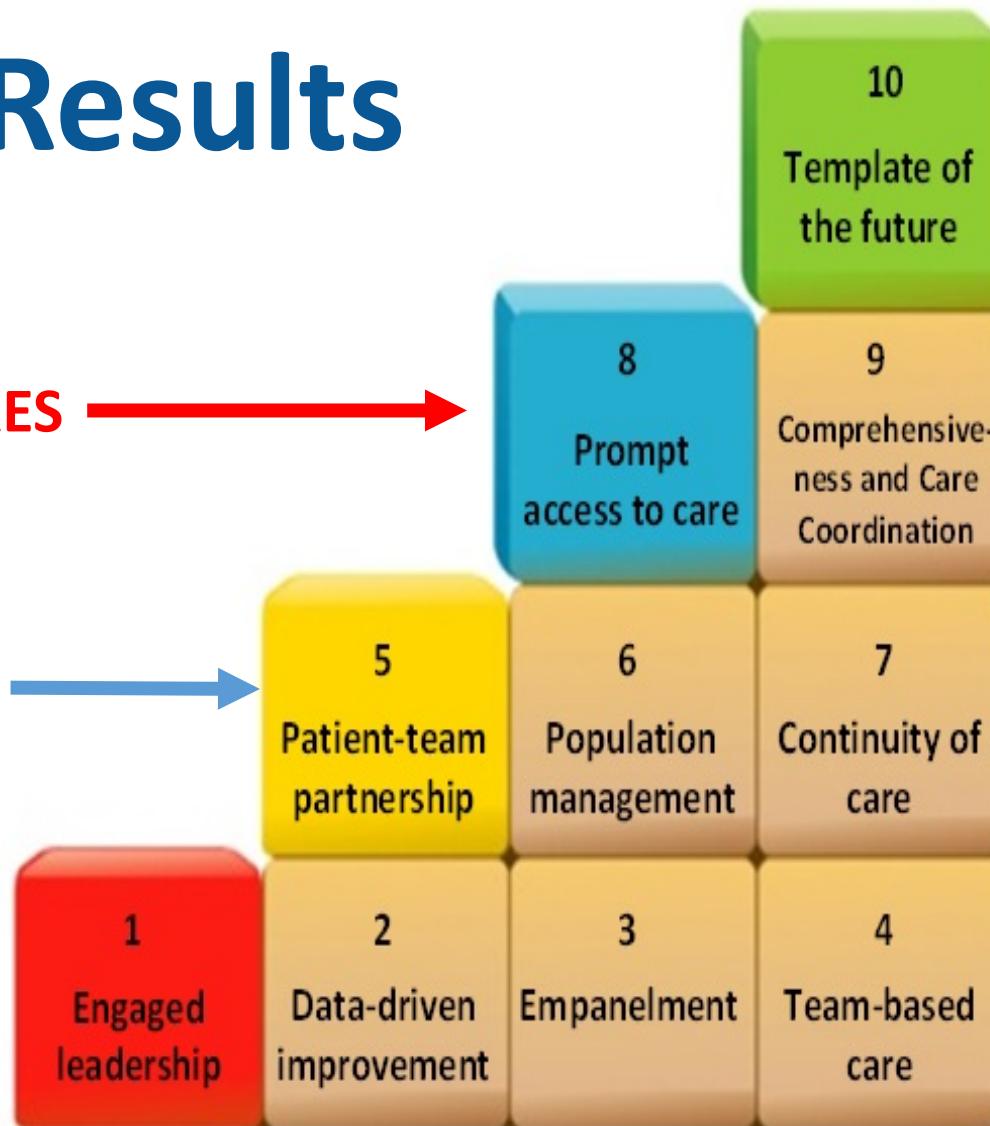 Results
10
Template of
the future
8
Prompt
access to care
9
Comprehensive-
ness and Care
Coordination
5
Patient-team
partnership
6
Population
management
7
Continuity of
care
1
Engaged
leadership
2
Data-driven
improvement
3
Empanelment
4
Team-based
care